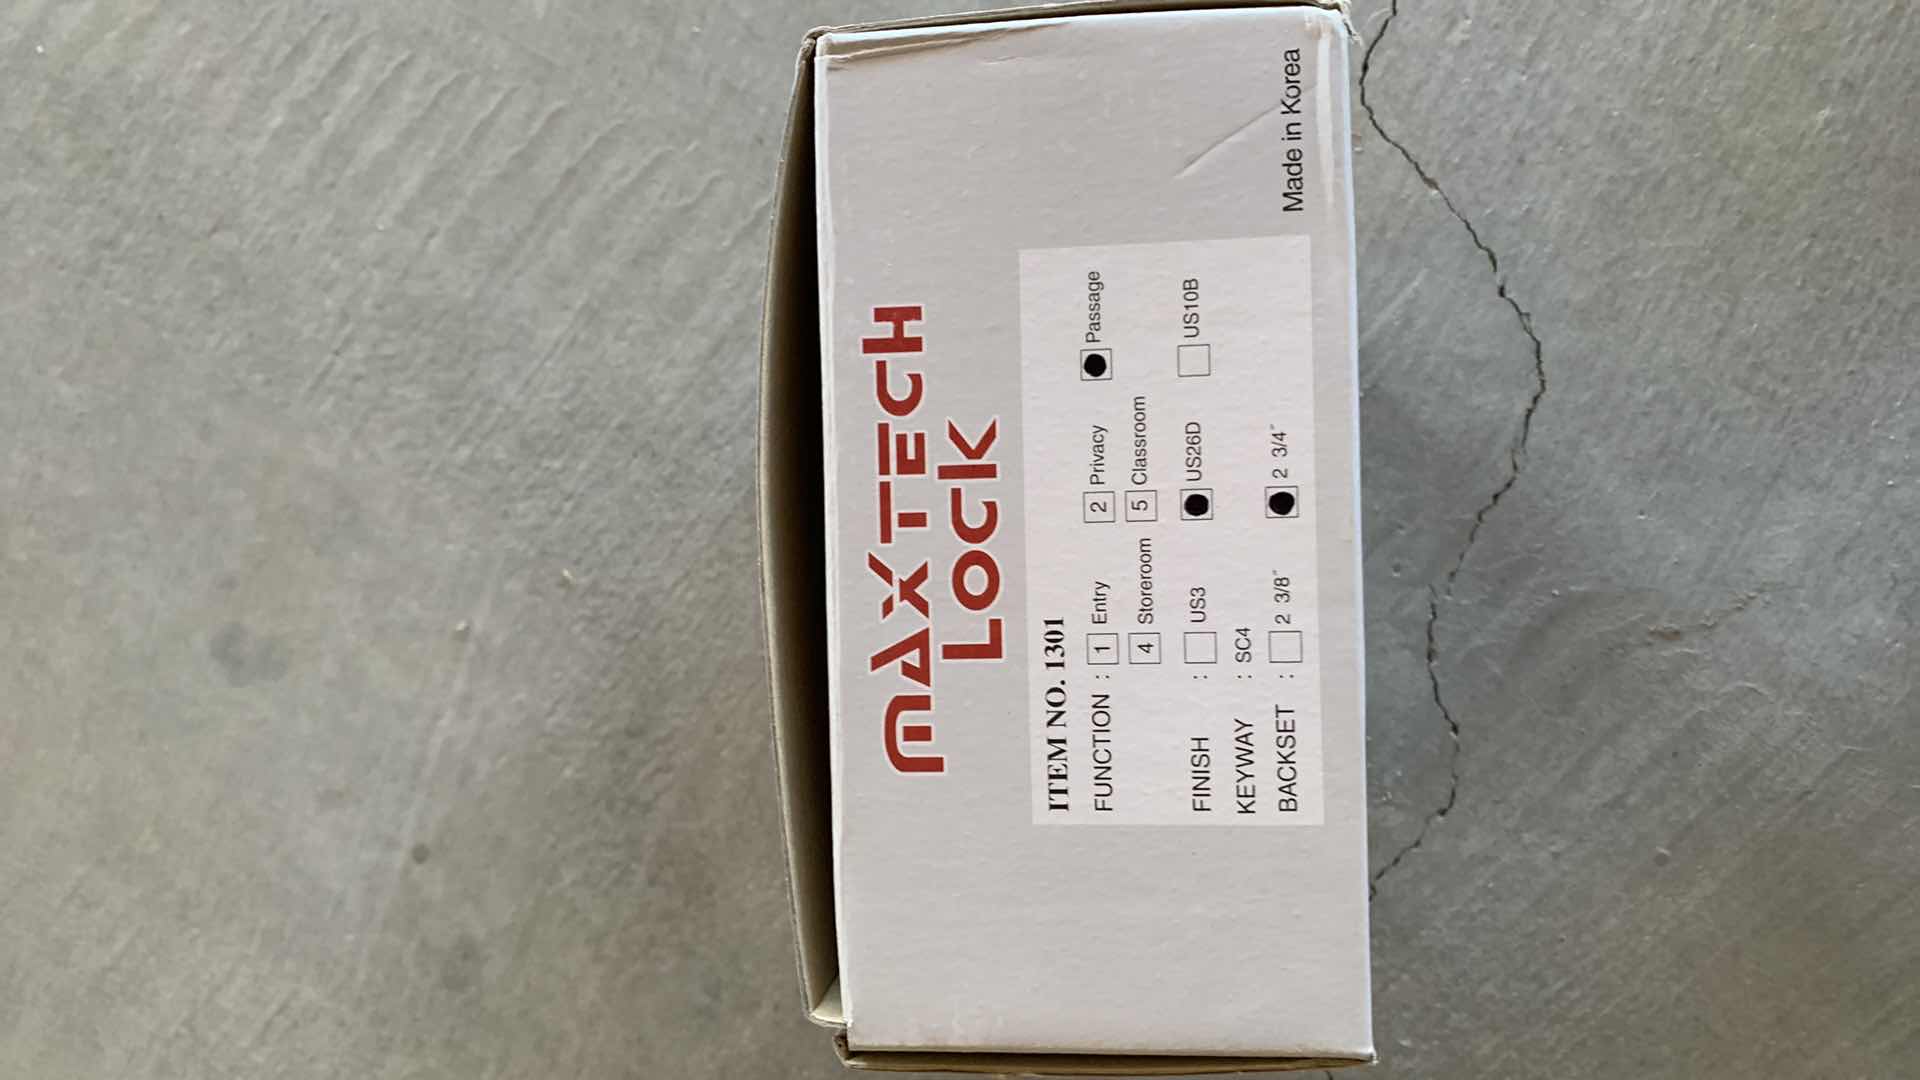 MAXTECH
LOCK
ITEM NO. 1301
FUNCTION : 1 Entry 2 Privacy Passage
4 Storeroom 5 Classroom
FINISH : US3 US26D US10B
KEYWAY : SC4
BACKSET : 2 3/8″ 2 3/4″
Made in Korea